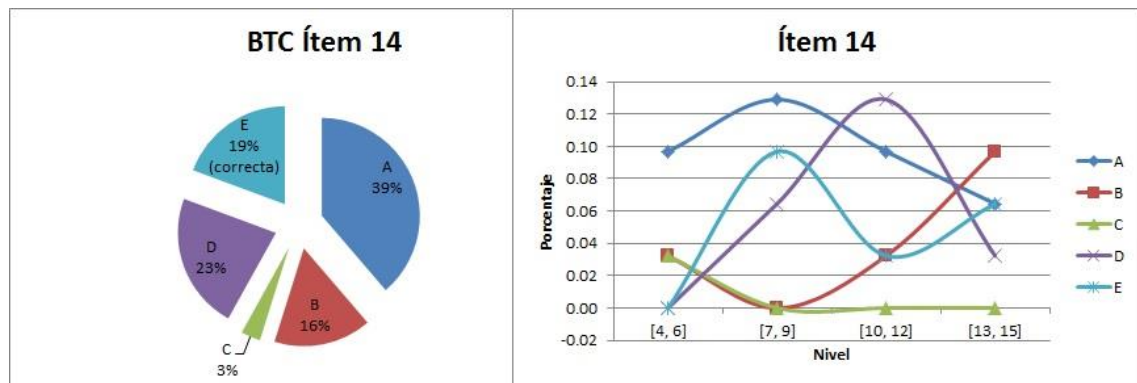 BTC Ítem 14
E
19%
(correcta)
A
39%
D
23%
B
16%
C
3%
Ítem 14
Porcentaje
0.14
0.12
0.10
0.08
0.06
0.04
0.02
0.00
-0.02
[4, 6]
[7, 9]
[10, 12]
[13, 15]
Nivel
A
B
C
D
E